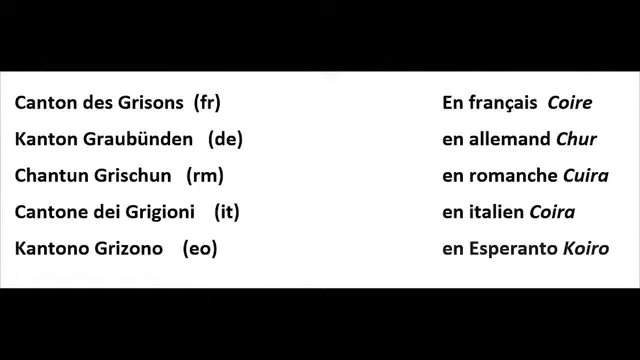 Canton des Grisons (fr) En français Coire
Kanton Graubünden (de) en allemand Chur
Chantun Grischun (rm) en romanche Cuira
Cantone dei Grigioni (it) en italien Coira
Kantono Grizono (eo) en Esperanto Koiro